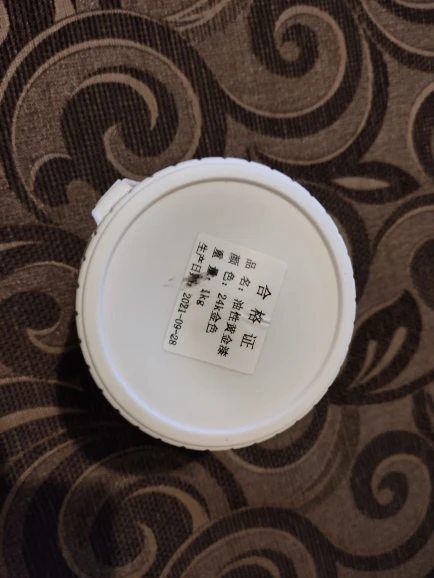 合格证
品 名：油性黄金漆
颜 色：24k金色
重 量：1kg
生产日期：2021-09-28